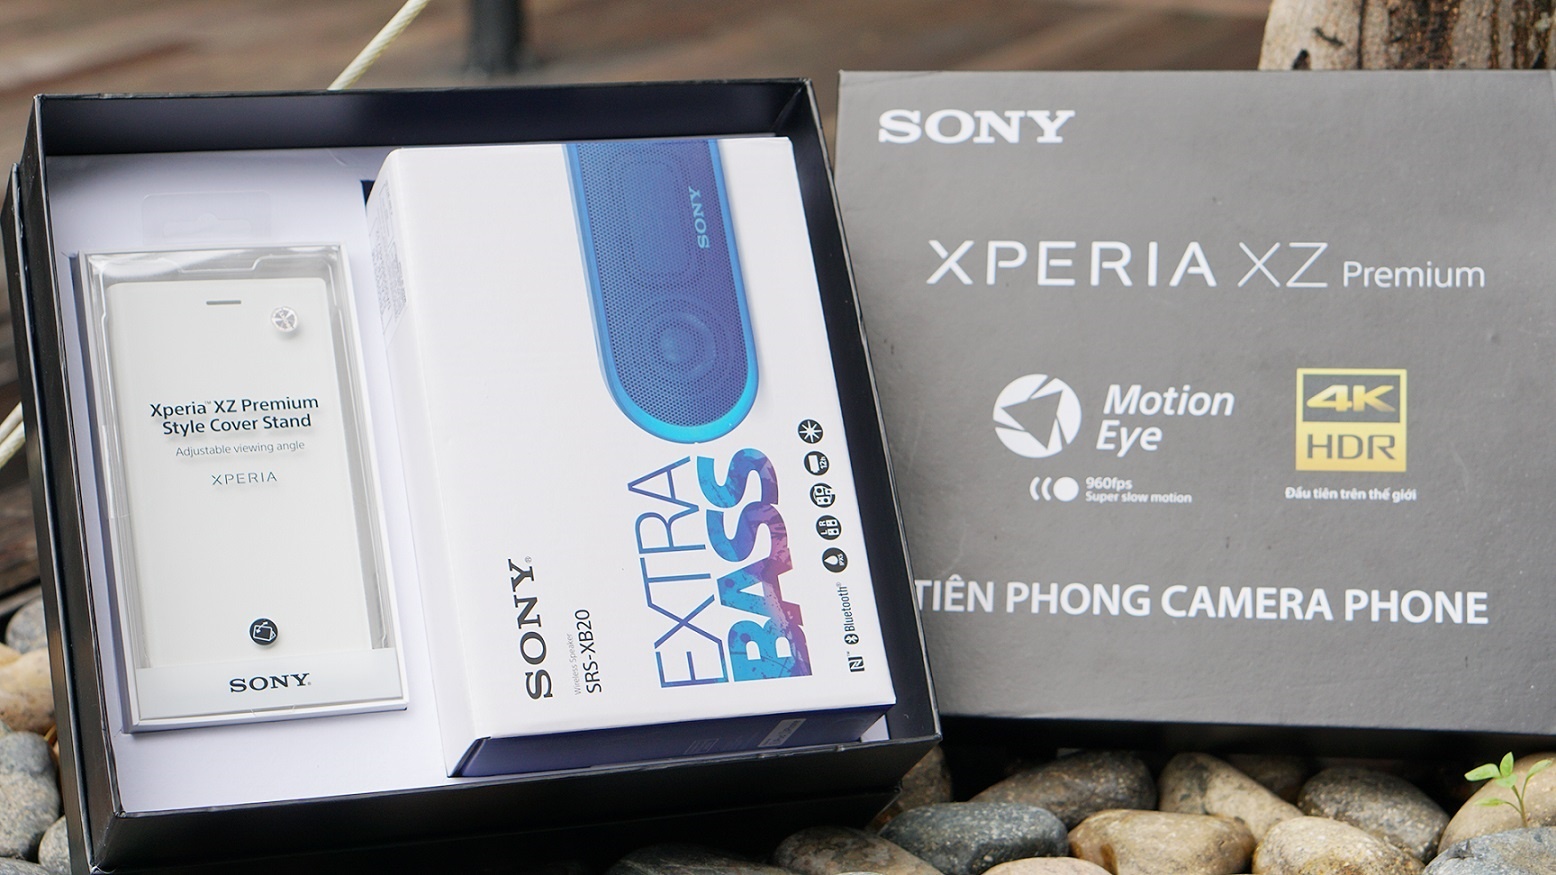 Xperia™ XZ Premium
Style Cover Stand
Adjustable viewing angle
XPERIA
SONY
SONY
EXTRA
BASS
SONY
Wireless Speaker
SRS-XB20
Bluetooth®
SONY
XPERIA XZ Premium
Motion
Eye
960fps
Super slow motion
4K
HDR
Đầu tiên trên thế giới
TIÊN PHONG CAMERA PHONE